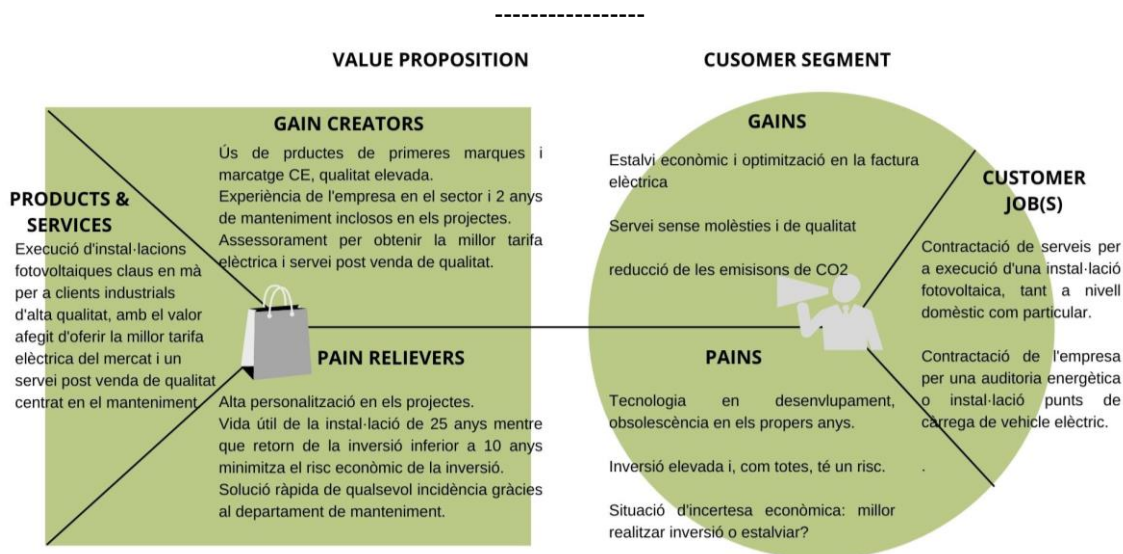 ------------------
VALUE PROPOSITION
CUSOMER SEGMENT
GAIN CREATORS
Ús de prductes de primeres marques i
marcatge CE, qualitat elevada.
Experiència de l'empresa en el sector i 2 anys
de manteniment inclosos en els projectes.
Assessorament per obtenir la millor tarifa
elèctrica i servei post venda de qualitat.
PRODUCTS &
SERVICES
Execució d'instal·lacions
fotovoltaiques claus en mà
per a clients industrials
d'alta qualitat, amb el valor
afegit d'oferir la millor tarifa
elèctrica del mercat i un
servei post venda de qualitat
centrat en el manteniment.
PAIN RELIEVERS
Alta personalització en els projectes.
Vida útil de la instal·lació de 25 anys mentre
que retorn de la inversió inferior a 10 anys
minimitza el risc econòmic de la inversió.
Solució ràpida de qualsevol incidència gràcies
al departament de manteniment.
GAINS
Estalvi econòmic i optimització en la factura
elèctrica
Servei sense molèsties i de qualitat
reducció de les emisisons de CO2
CUSTOMER
JOB(S)
Contractació de serveis per
a execució d'una instal·lació
fotovoltaica, tant a nivell
domèstic com particular.
Contractació de l'empresa
per una auditoria energètica
o instal·lació punts de
càrrega de vehicle elèctric.
.
PAINS
Tecnologia en desenvlupament,
obsolescència en els propers anys.
Inversió elevada i, com totes, té un risc.
Situació d'incertesa econòmica: millor
realitzar inversió o estalviar?